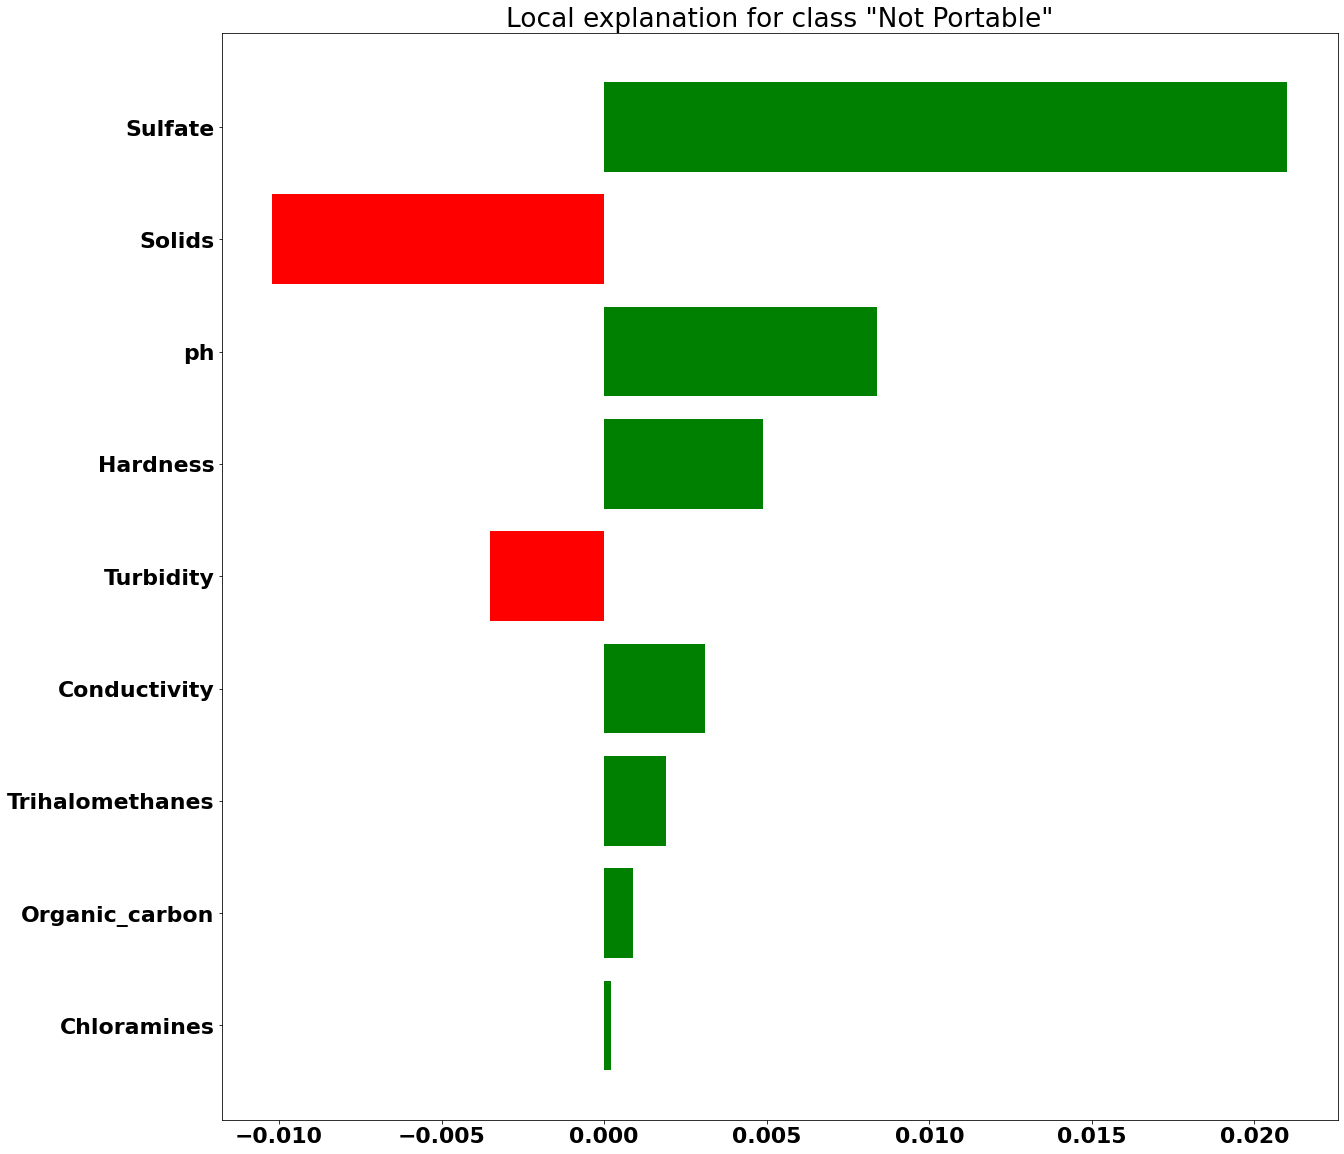 Local explanation for class "Not Portable"
Sulfate
Solids
ph
Hardness
Turbidity
Conductivity
Trihalomethanes
Organic_carbon
Chloramines
−0.010 −0.005 0.000 0.005 0.010 0.015 0.020